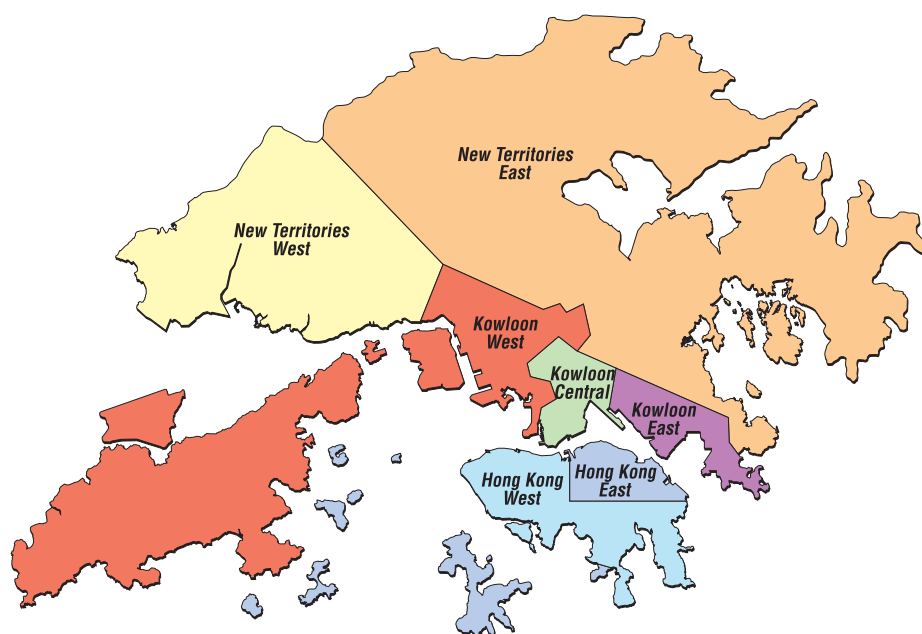 New Territories
East
New Territories
West
Kowloon
West
Kowloon
Central
Kowloon
East
Hong Kong
West
Hong Kong
East